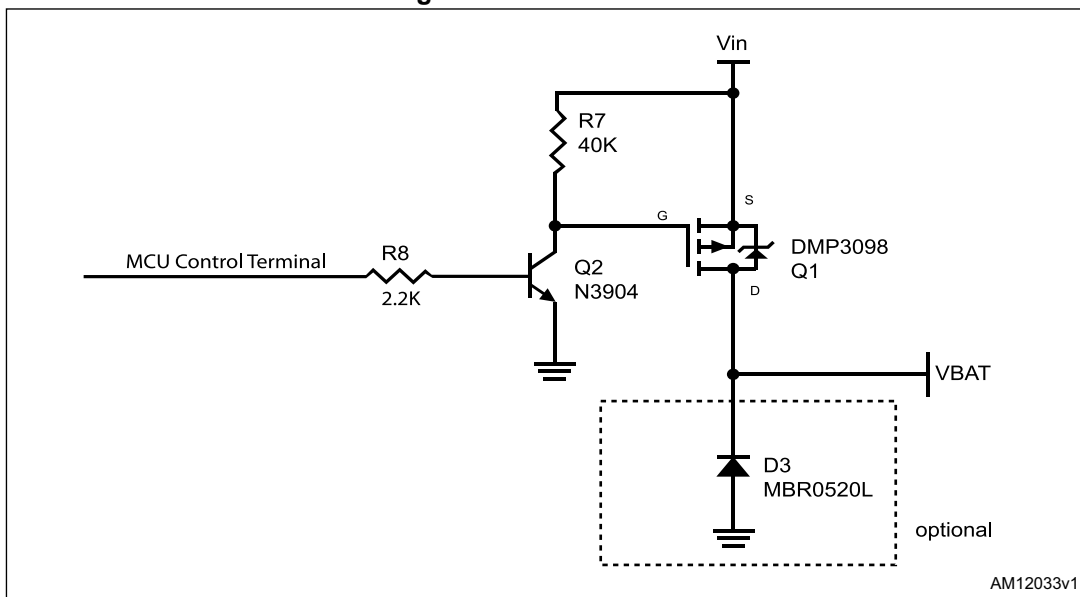 Vin
R7
40K
S
G
DMP3098
Q1
MCU Control Terminal
R8
2.2K
Q2
N3904
D
VBAT
D3
MBR0520L
optional
AM12033v1